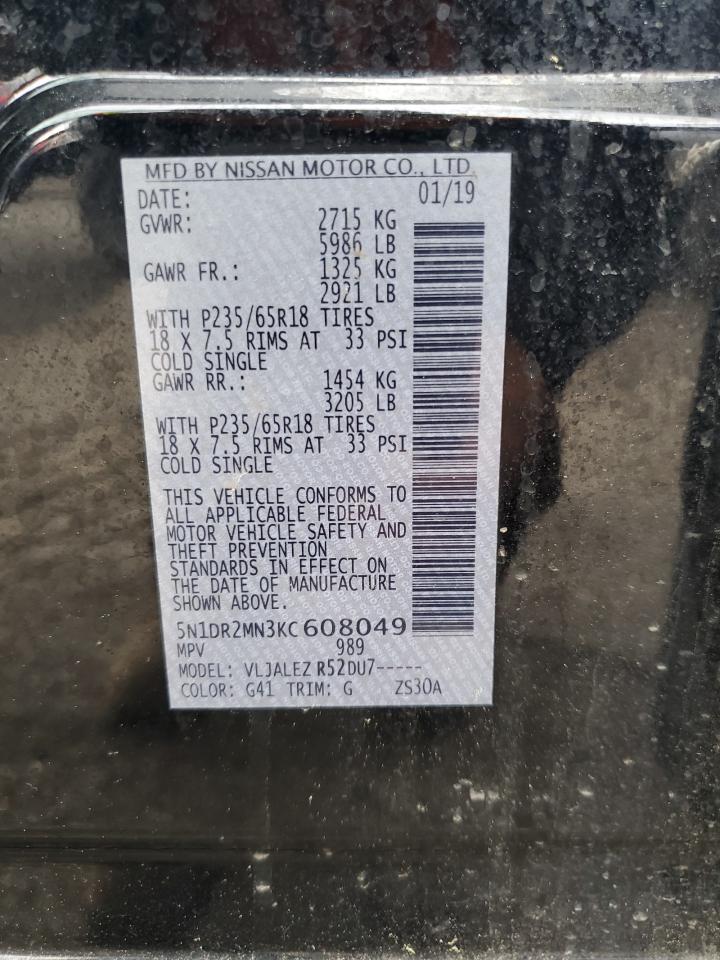 MFD BY NISSAN MOTOR CO., LTD.
DATE: 01/19
GVWR: 2715 KG
5986 LB
GAWR FR.: 1325 KG
2921 LB
WITH P235/65R18 TIRES
18 X 7.5 RIMS AT 33 PSI
COLD SINGLE
GAWR RR.: 1454 KG
3205 LB
WITH P235/65R18 TIRES
18 X 7.5 RIMS AT 33 PSI
COLD SINGLE
THIS VEHICLE CONFORMS TO
ALL APPLICABLE FEDERAL
MOTOR VEHICLE SAFETY AND
THEFT PREVENTION
STANDARDS IN EFFECT ON
THE DATE OF MANUFACTURE
SHOWN ABOVE.
5N1DR2MN3KC608049
MPV 989
MODEL: VLJALEZ R52DU7-----
COLOR: G41 TRIM: G ZS30A